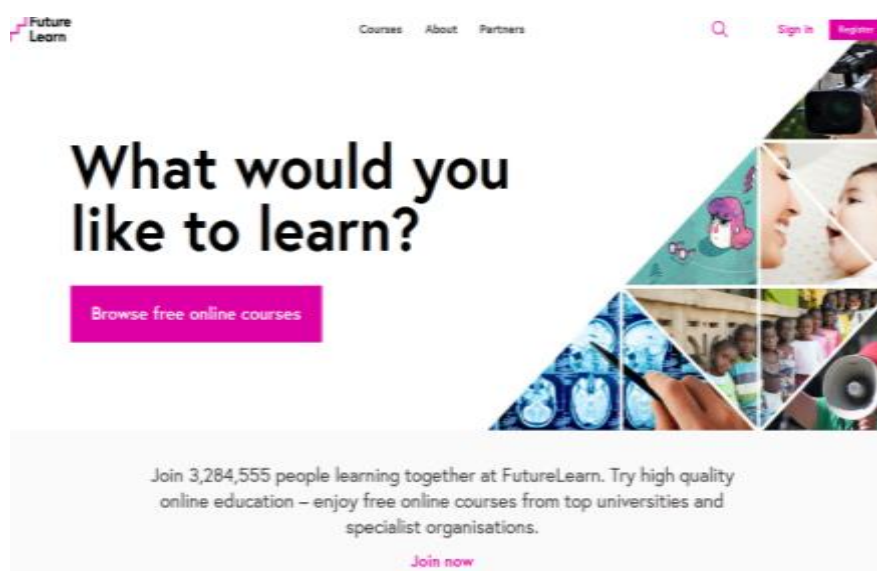 Future
Learn
Courses About Partners
Sign in Register
What would you
like to learn?
Browse free online courses
Join 3,284,555 people learning together at FutureLearn. Try high quality
online education – enjoy free online courses from top universities and
specialist organisations.
Join now